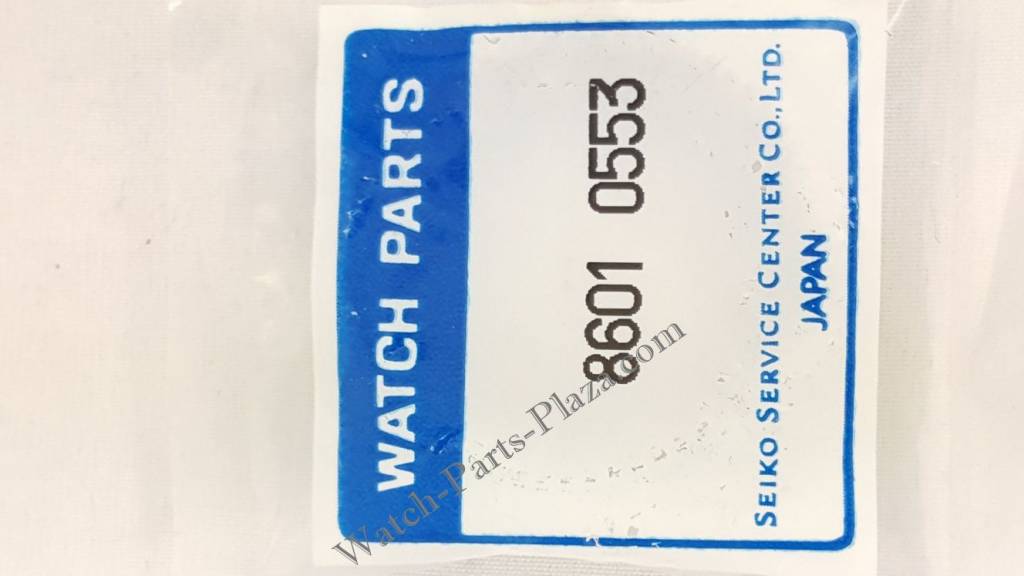 WATCH PARTS
8601 0553
SEIKO SERVICE CENTER CO., LTD.
JAPAN
Watch-Parts-Plaza.com